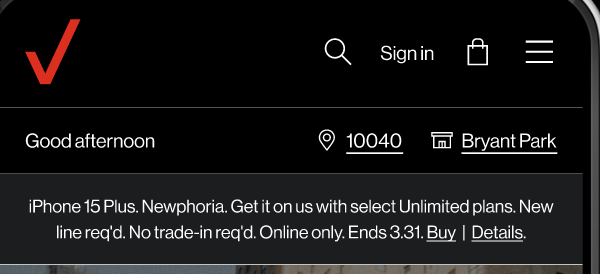 Sign in
Good afternoon 10040 Bryant Park
iPhone 15 Plus. Newphoria. Get it on us with select Unlimited plans. New
line req'd. No trade-in req'd. Online only. Ends 3.31. Buy | Details.